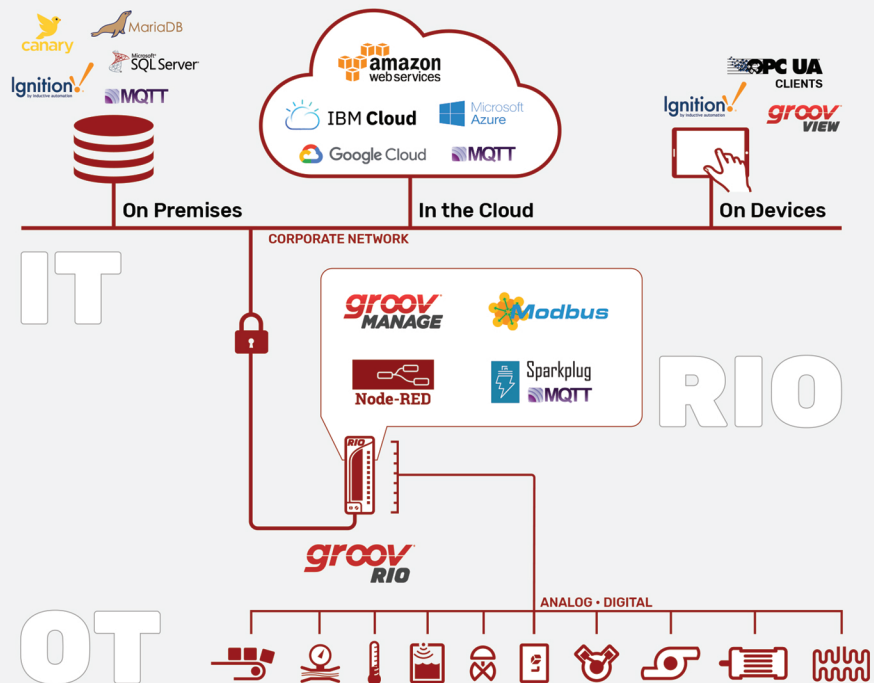 canary
MariaDB
Microsoft®
SQL Server
Ignition!
by inductive automation
MQTT
amazon
web services
IBM Cloud
Microsoft
Azure
Google Cloud
MQTT
OPC UA
CLIENTS
Ignition!
by inductive automation
groov
VIEW
On Premises
In the Cloud
On Devices
CORPORATE NETWORK
IT
groov
MANAGE
Modbus
Node-RED
Sparkplug
MQTT
RIO
RIO
groov
RIO
ANALOG • DIGITAL
OT